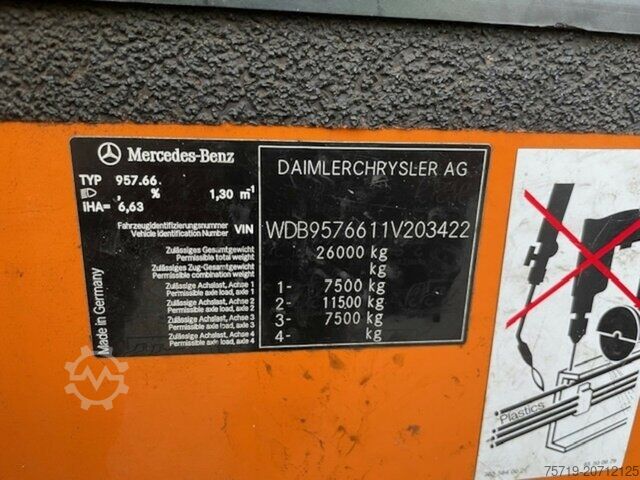 Mercedes-Benz
DAIMLERCHRYSLER AG
TYP 957.66.
, % 1,30 m-1
IHA= 6,63
Fahrzeugidentifizierungsnummer
Vehicle Identification Number VIN WDB9576611V203422
Zulässiges Gesamtgewicht
Permissible total weight 26000 kg
Zulässiges Zug-Gesamtgewicht
Permissible combination weight kg
Zulässige Achslast, Achse 1
Permissible axle load, axle 1 1- 7500 kg
Zulässige Achslast, Achse 2
Permissible axle load, axle 2 2- 11500 kg
Zulässige Achslast, Achse 3
Permissible axle load, axle 3 3- 7500 kg
Zulässige Achslast, Achse 4
Permissible axle load, axle 4 4- kg
Made in Germany
Plastics
75719-20712125